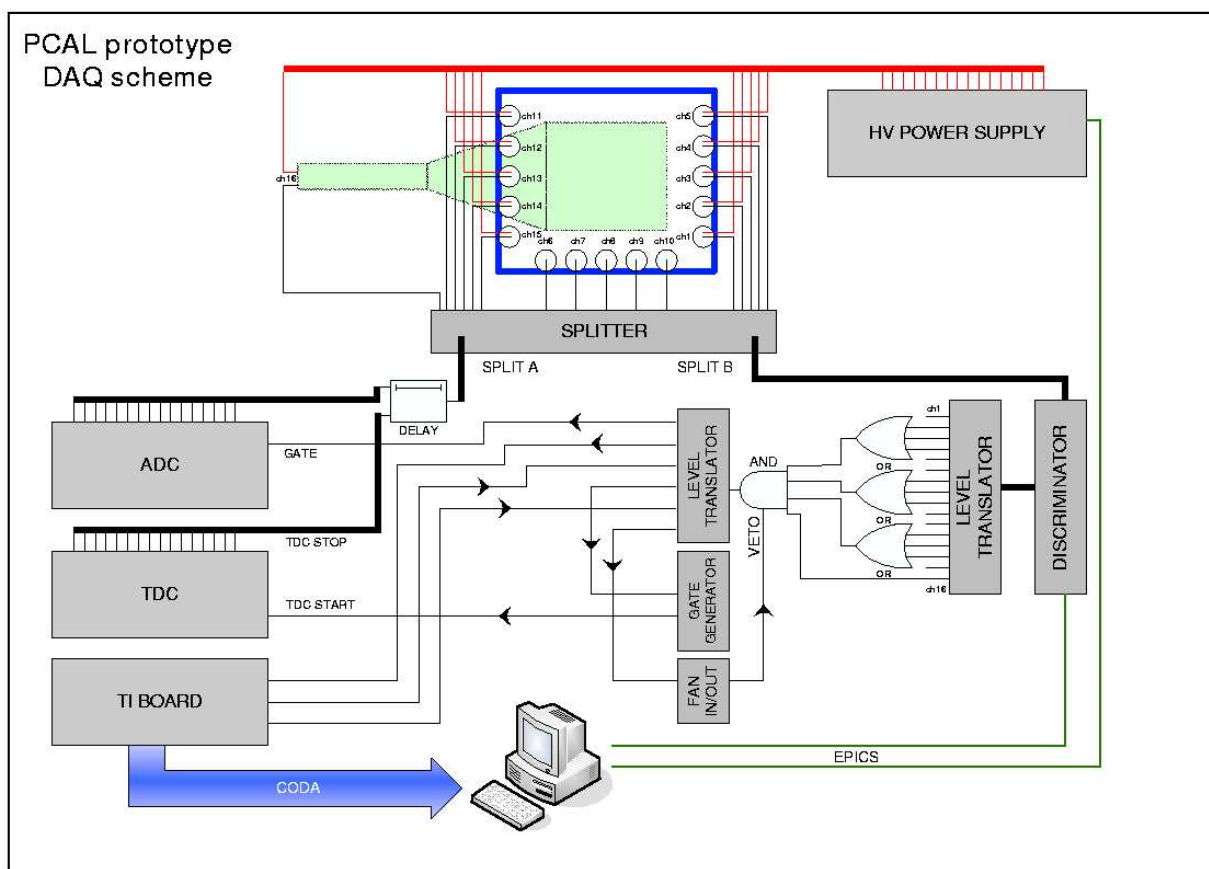 PCAL prototype
DAQ scheme
HV POWER SUPPLY
ch11
ch5
ch12
ch4
ch16
ch13
ch3
ch14
ch2
ch15
ch1
ch6
ch7
ch8
ch9
ch10
SPLITTER
SPLIT A
SPLIT B
DELAY
ADC
GATE
LEVEL
TRANSLATOR
AND
VETO
OR
OR
OR
ch1
ch16
LEVEL
TRANSLATOR
DISCRIMINATOR
TDC STOP
TDC
TDC START
GATE
GENERATOR
FAN
IN/OUT
TI BOARD
CODA
EPICS